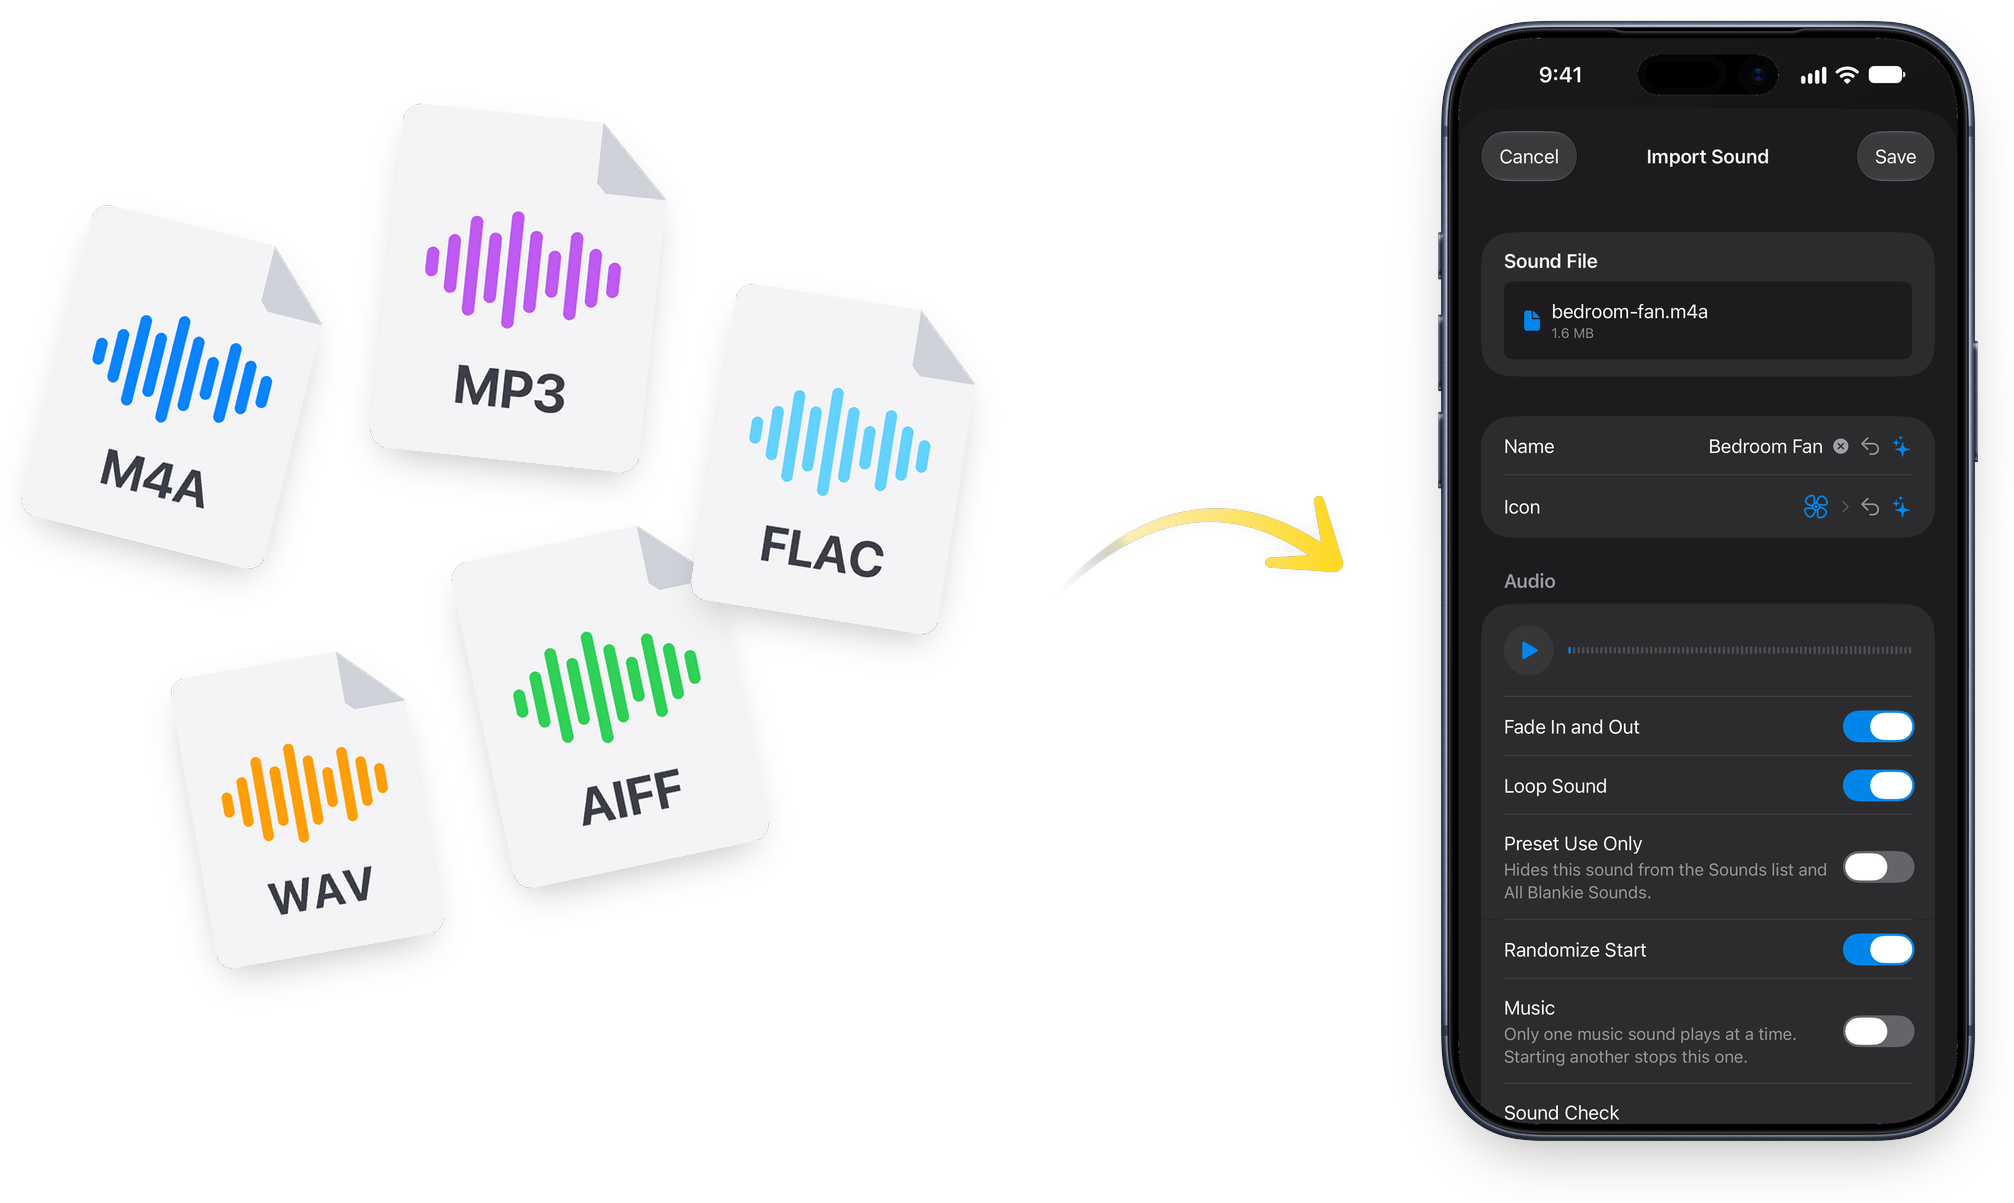 M4A
MP3
FLAC
WAV
AIFF
9:41
Cancel
Import Sound
Save
Sound File
bedroom-fan.m4a
1.6 MB
Name
Bedroom Fan
Icon
Audio
Fade In and Out
Loop Sound
Preset Use Only
Hides this sound from the Sounds list and
All Blankie Sounds.
Randomize Start
Music
Only one music sound plays at a time.
Starting another stops this one.
Sound Check